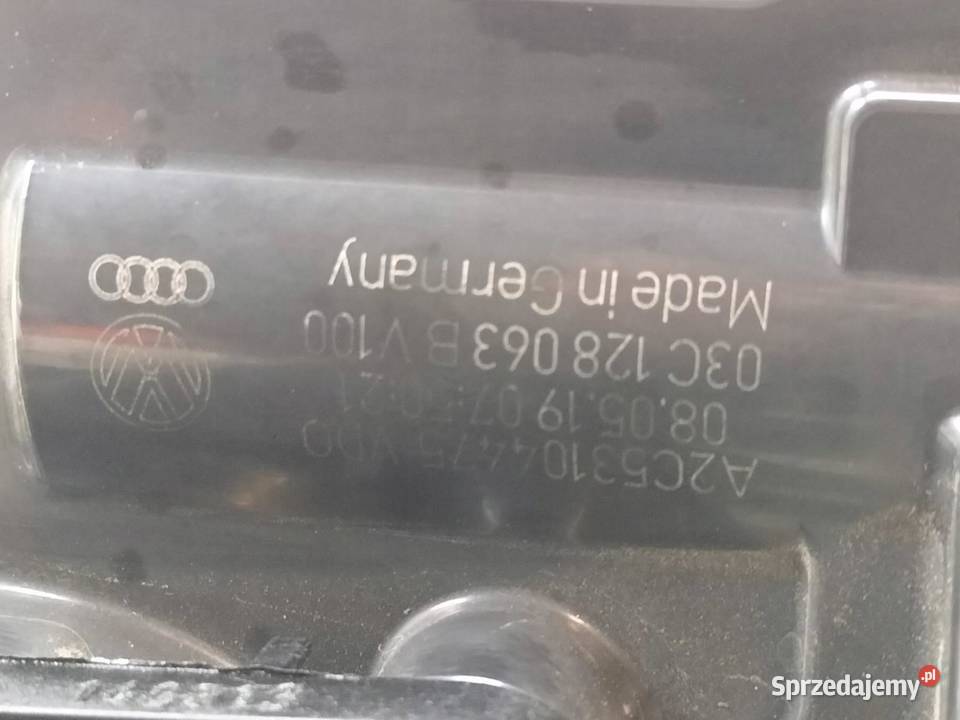 A2C53104475 VDO
08.05.19 07:50:21
03C 128 063 B V100
Made in Germany
Sprzedajemy.pl